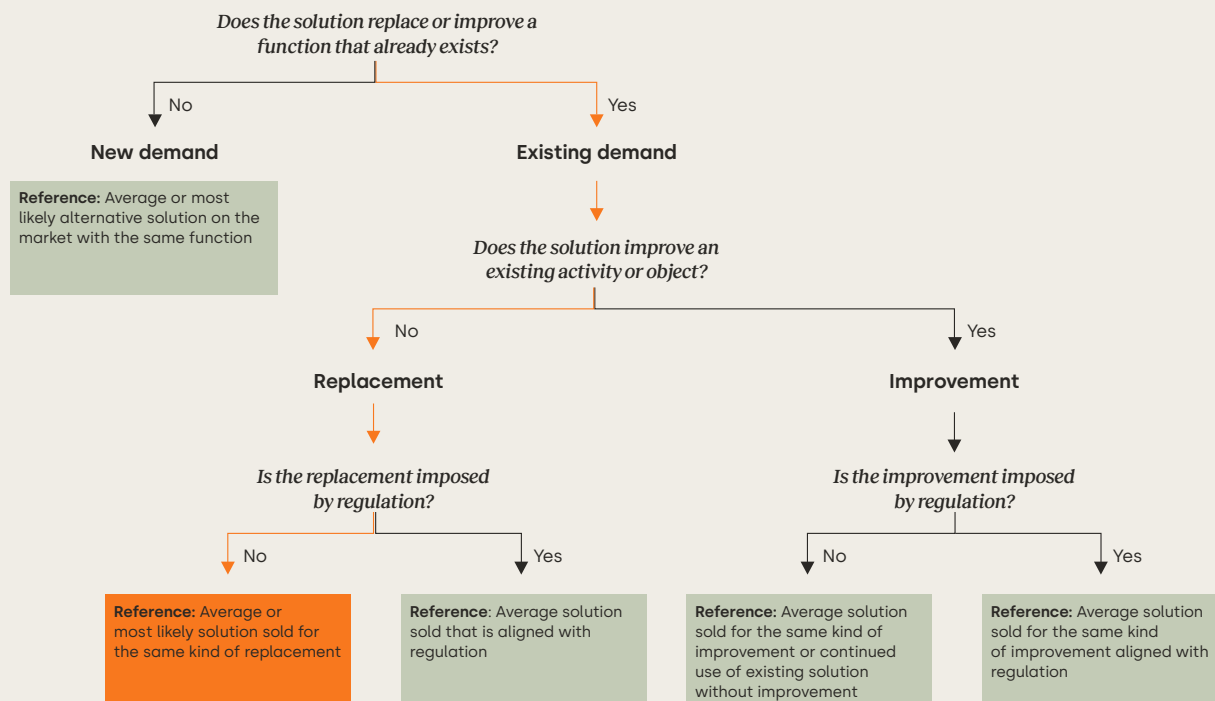 Does the solution replace or improve a
function that already exists?
No
Yes
New demand
Existing demand
Reference: Average or most
likely alternative solution on the
market with the same function
Does the solution improve an
existing activity or object?
No
Yes
Replacement
Improvement
Is the replacement imposed
by regulation?
Is the improvement imposed
by regulation?
No
Yes
No
Yes
Reference: Average or
most likely solution sold for
the same kind of replacement
Reference: Average solution
sold that is aligned with
regulation
Reference: Average solution
sold for the same kind of
improvement or continued
use of existing solution
without improvement
Reference: Average solution
sold for the same kind
of improvement aligned with
regulation